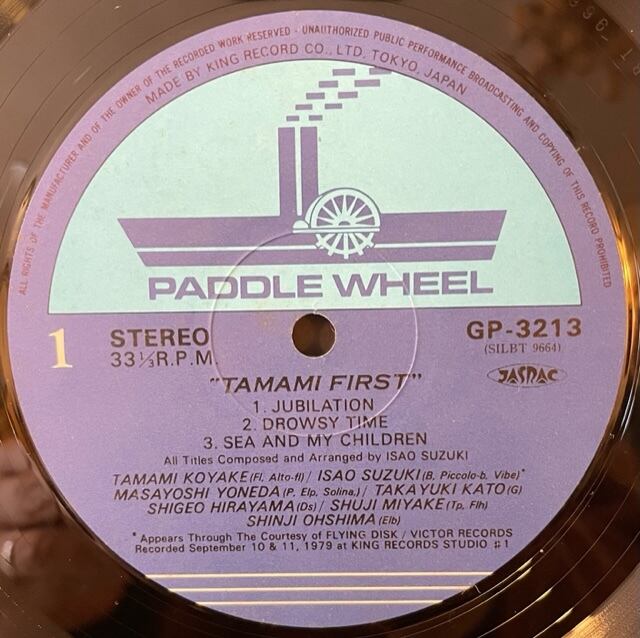 ALL RIGHTS OF THE MANUFACTURER AND OF THE OWNER OF THE RECORDED WORK RESERVED - UNAUTHORIZED PUBLIC PERFORMANCE BROADCASTING AND COPYING OF THIS RECORD PROHIBITED
MADE BY KING RECORD CO., LTD. TOKYO, JAPAN
PADDLE WHEEL
1
STEREO
33 1/3 R.P.M.
GP-3213
(SILBT 9664)
JASRAC
"TAMAMI FIRST"
1. JUBILATION
2. DROWSY TIME
3. SEA AND MY CHILDREN
All Titles Composed and Arranged by ISAO SUZUKI
TAMAMI KOYAKE(Fl. Alto-fl)/ ISAO SUZUKI(B, Piccolo-b, Vibe)*
MASAYOSHI YONEDA(P. Elp. Solina,)/ TAKAYUKI KATO(G)
SHIGEO HIRAYAMA(Ds)/ SHUJI MIYAKE(Tp, Flh)
SHINJI OHSHIMA(Elb)
* Appears Through The Courtesy of FLYING DISK / VICTOR RECORDS
Recorded September 10 & 11, 1979 at KING RECORDS STUDIO #1